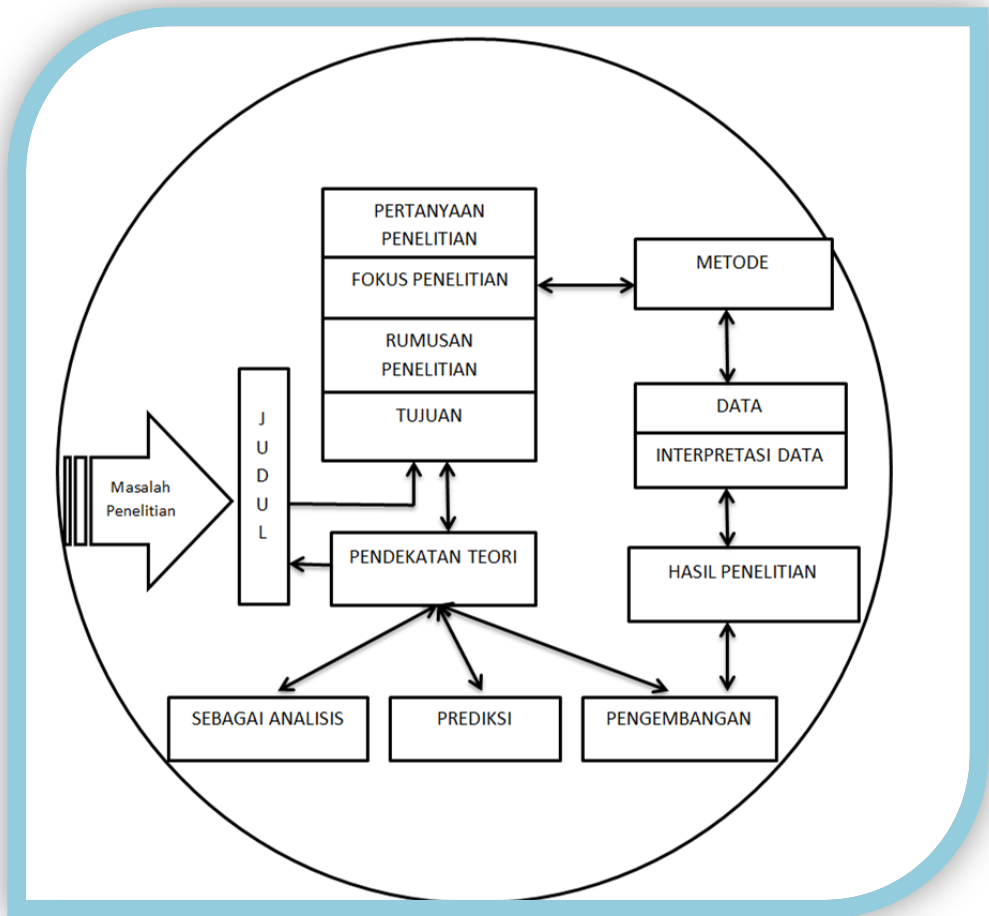 PERTANYAAN
PENELITIAN
FOKUS PENELITIAN
RUMUSAN
PENELITIAN
TUJUAN
METODE
DATA
INTERPRETASI DATA
Masalah
Penelitian
J
U
D
U
L
PENDEKATAN TEORI
HASIL PENELITIAN
SEBAGAI ANALISIS
PREDIKSI
PENGEMBANGAN